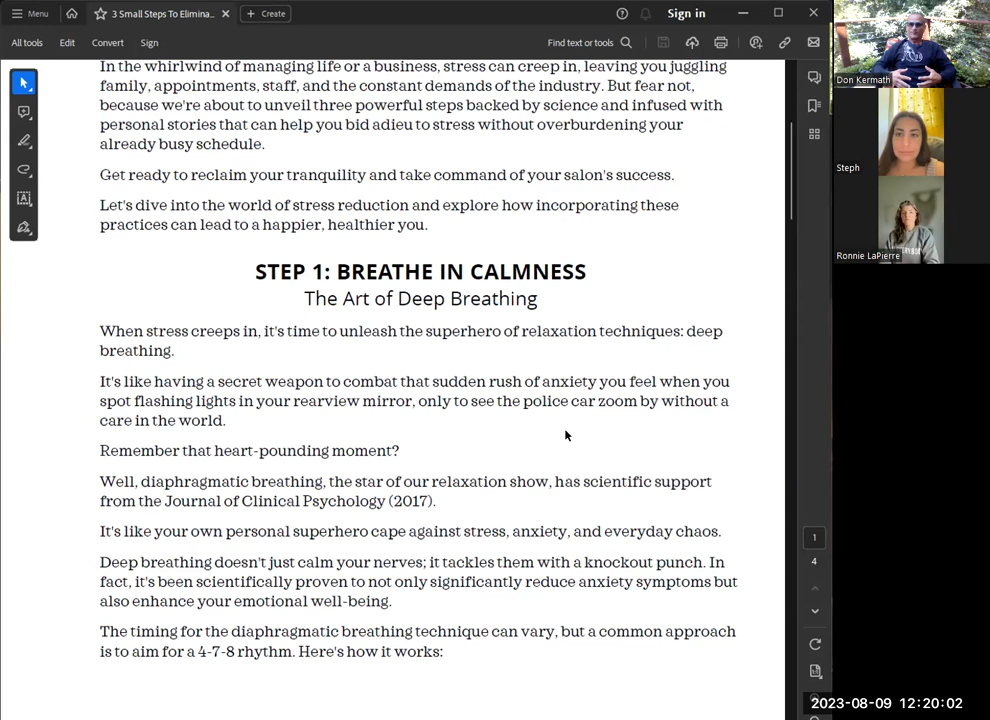 Menu
3 Small Steps To Elimina...
Create
Sign in
All tools
Edit
Convert
Sign
Find text or tools
In the whirlwind of managing life or a business, stress can creep in, leaving you juggling
family, appointments, staff, and the constant demands of the industry. But fear not,
because we're about to unveil three powerful steps backed by science and infused with
personal stories that can help you bid adieu to stress without overburdening your
already busy schedule.
Get ready to reclaim your tranquility and take command of your salon's success.
Let's dive into the world of stress reduction and explore how incorporating these
practices can lead to a happier, healthier you.
STEP 1: BREATHE IN CALMNESS
The Art of Deep Breathing
When stress creeps in, it's time to unleash the superhero of relaxation techniques: deep
breathing.
It's like having a secret weapon to combat that sudden rush of anxiety you feel when you
spot flashing lights in your rearview mirror, only to see the police car zoom by without a
care in the world.
Remember that heart-pounding moment?
Well, diaphragmatic breathing, the star of our relaxation show, has scientific support
from the Journal of Clinical Psychology (2017).
It's like your own personal superhero cape against stress, anxiety, and everyday chaos.
Deep breathing doesn't just calm your nerves; it tackles them with a knockout punch. In
fact, it's been scientifically proven to not only significantly reduce anxiety symptoms but
also enhance your emotional well-being.
The timing for the diaphragmatic breathing technique can vary, but a common approach
is to aim for a 4-7-8 rhythm. Here's how it works:
1
4
Don Kermath
Steph
Ronnie LaPierre
2023-08-09 12:20:02